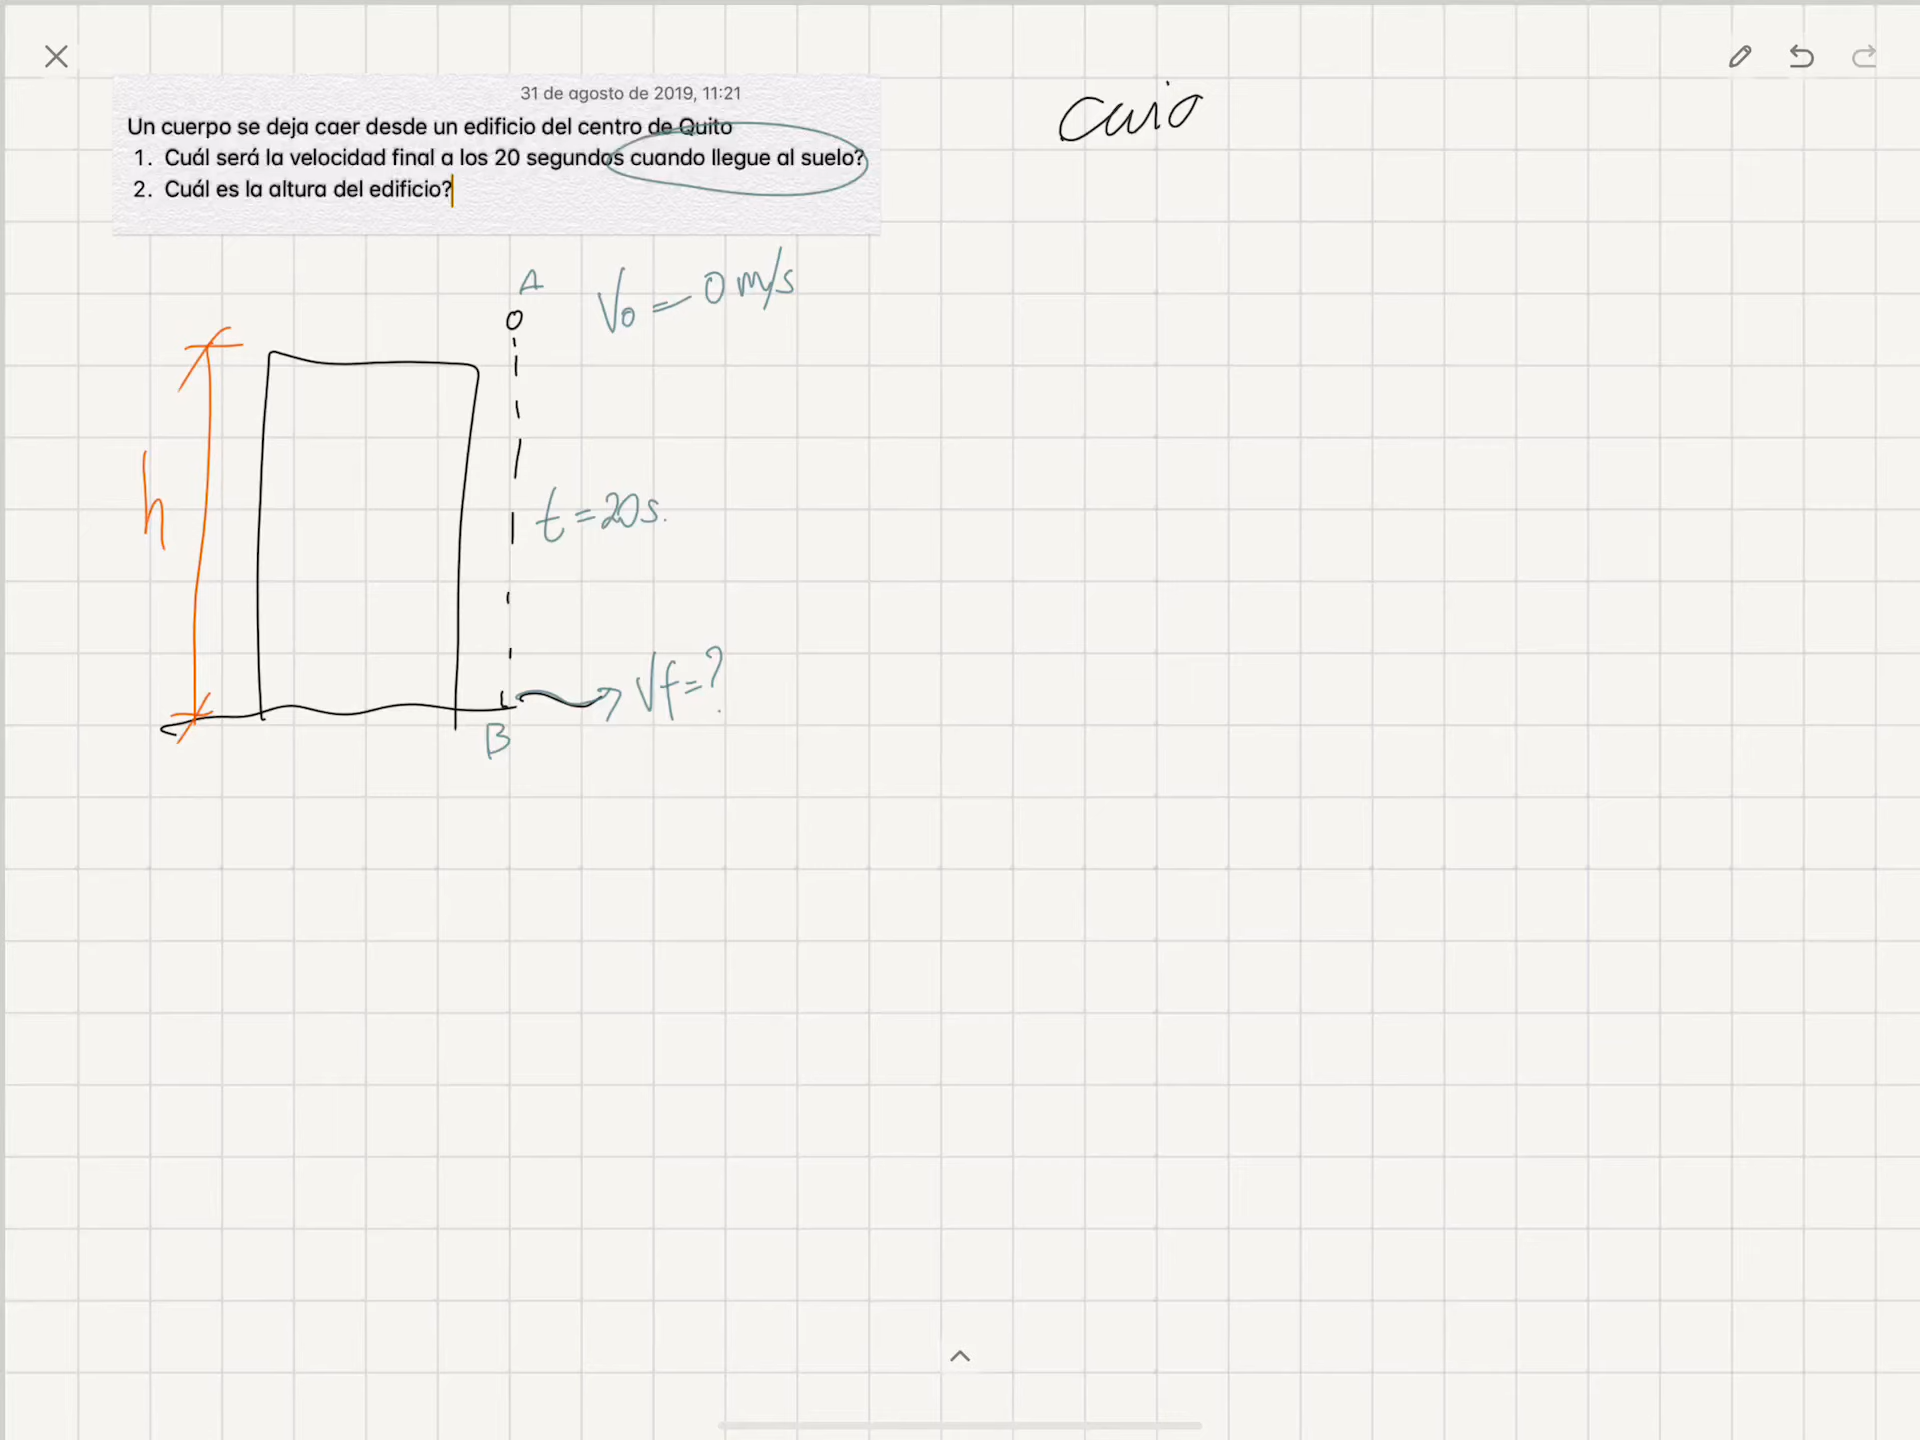 31 de agosto de 2019, 11:21
Un cuerpo se deja caer desde un edificio del centro de Quito
1. Cuál será la velocidad final a los 20 segundos cuando llegue al suelo?
2. Cuál es la altura del edificio?
A
Vo = 0 m/s
h
t = 20s.
Vf = ?
B